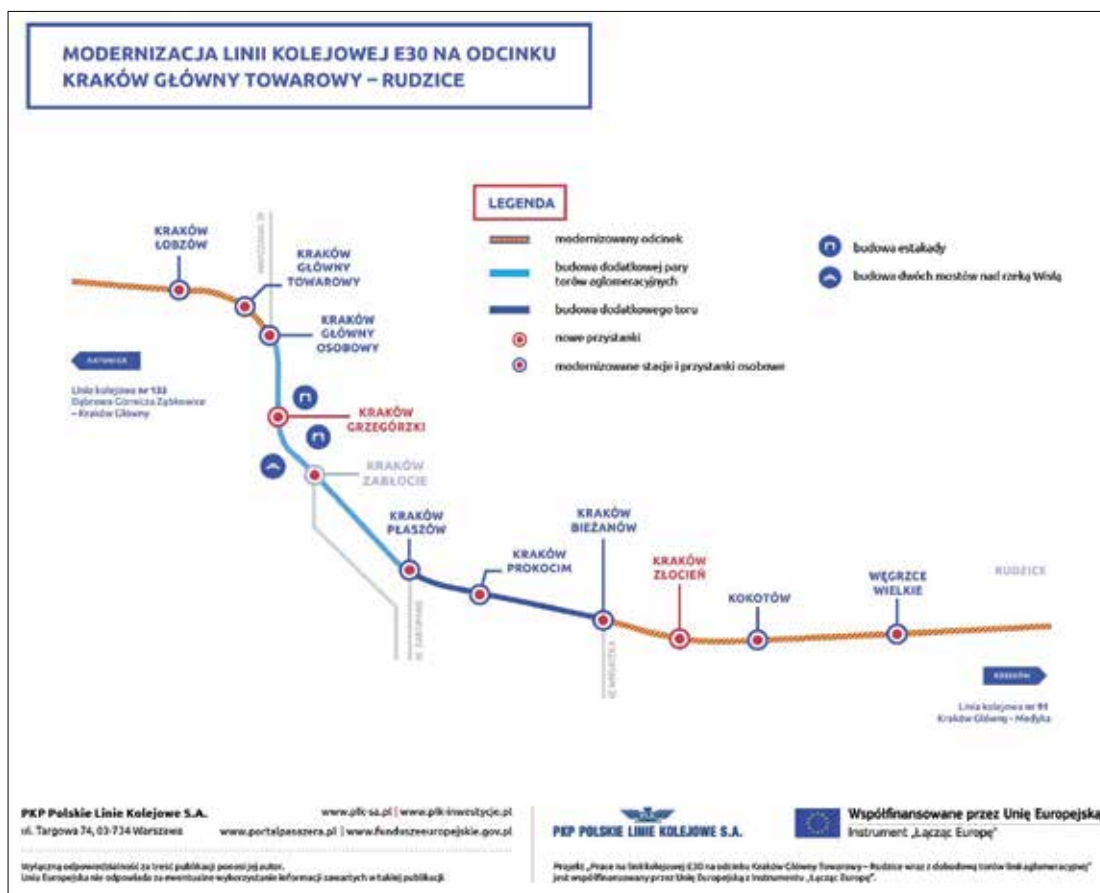 MODERNIZACJA LINII KOLEJOWEJ E30 NA ODCINKU
KRAKÓW GŁÓWNY TOWAROWY – RUDZICE
LEGENDA
modernizowany odcinek
budowa dodatkowej pary
torów aglomeracyjnych
budowa dodatkowego toru
nowe przystanki
modernizowane stacje i przystanki osobowe
budowa estakady
budowa dwóch mostów nad rzeką Wisłą
KRAKÓW
ŁOBZÓW
KRAKÓW
GŁÓWNY
TOWAROWY
KRAKÓW
GŁÓWNY
OSOBOWY
KATOWICE
Linia kolejowa nr 133
Dąbrowa Górnicza Ząbkowice
– Kraków Główny
KRAKÓW
GRZEGÓRZKI
KRAKÓW
ZABŁOCIE
KRAKÓW
PŁASZÓW
KRAKÓW
PROKOCIM
KRAKÓW
BIEŻANÓW
KRAKÓW
ZŁOCIEŃ
KOKOTÓW
WĘGRZCE
WIELKIE
RUDZICE
RZESZÓW
Linia kolejowa nr 91
Kraków Główny - Medyka
PKP Polskie Linie Kolejowe S.A.
ul. Targowa 74, 03-734 Warszawa
www.plk-sa.pl | www.plk-inwestycje.pl
www.portalpasazera.pl | www.funduszeeuropejskie.gov.pl
Wyłączną odpowiedzialność za treść publikacji ponosi jej autor.
Unia Europejska nie odpowiada za ewentualne wykorzystanie informacji zawartych w takiej publikacji
PKP POLSKIE LINIE KOLEJOWE S.A.
Współfinansowane przez Unię Europejską
Instrument „Łącząc Europę"
Projekt „Prace na linii kolejowej E30 na odcinku Kraków Główny Towarowy – Rudzice wraz z dobudową torów linii aglomeracyjnej"
jest współfinansowany przez Unię Europejską z instrumentu „Łącząc Europę".